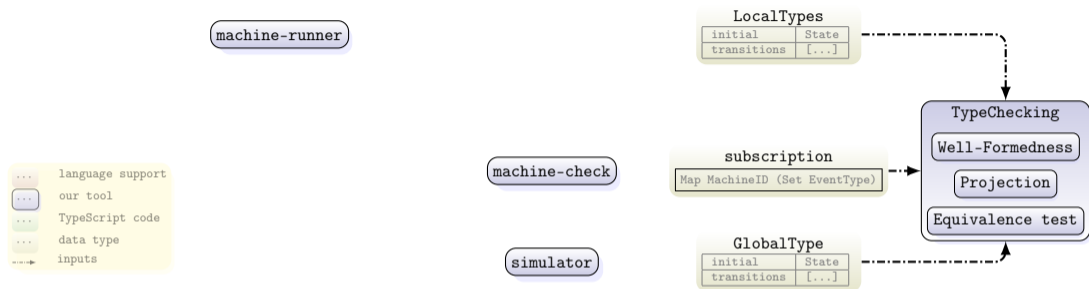 LocalTypes
machine-runner
initial State
transitions [...]
TypeChecking
Well-Formedness
subscription
language support
machine-check
Map MachineID (Set EventType)
Projection
our tool
TypeScript code
Equivalence test
data type
GlobalType
inputs
simulator
initial State
transitions [...]
...
...
...
...